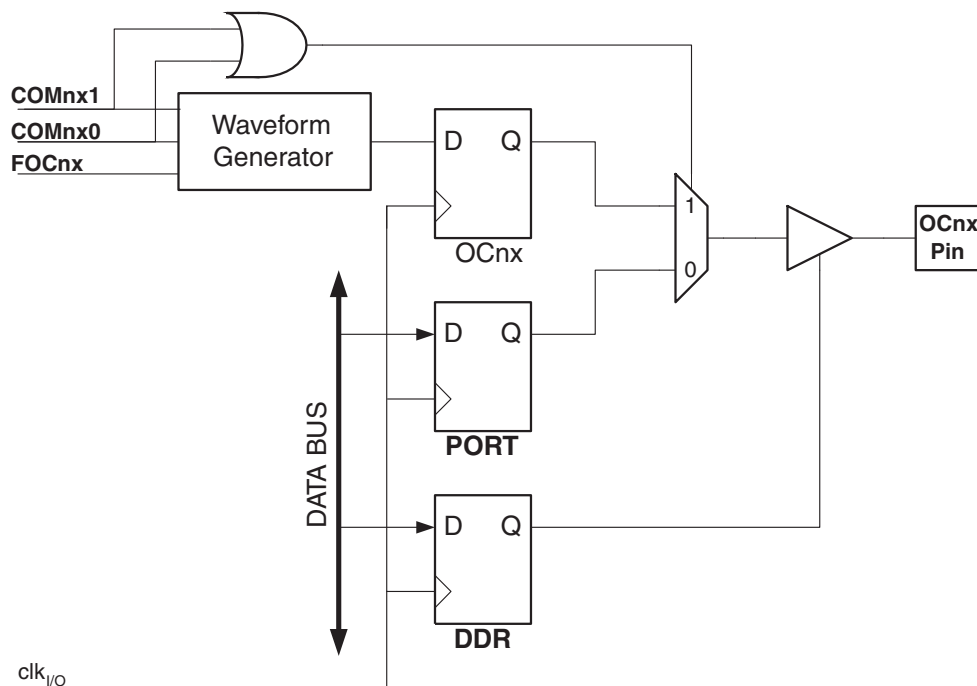 COMnx1
COMnx0
FOCnx
Waveform
Generator
D Q
OCnx
1
0
OCnx
Pin
D Q
PORT
DATA BUS
D Q
DDR
clkI/O